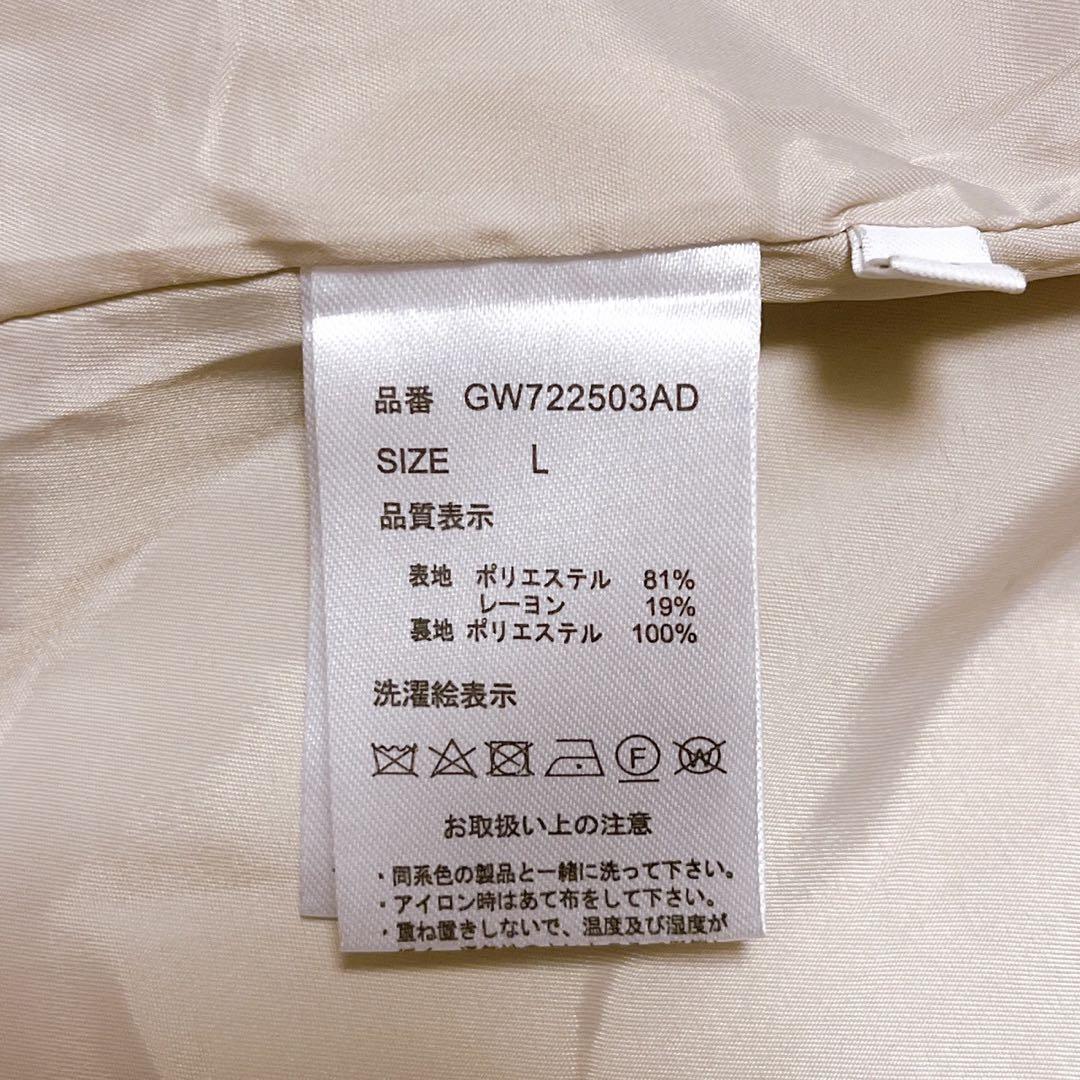 品番 GW722503AD
SIZE L
品質表示
表地 ポリエステル 81%
レーヨン 19%
裏地 ポリエステル 100%
洗濯絵表示
F W
お取扱い上の注意
・同系色の製品と一緒に洗って下さい。
・アイロン時はあて布をして下さい。
・重ね置きしないで、温度及び湿度が